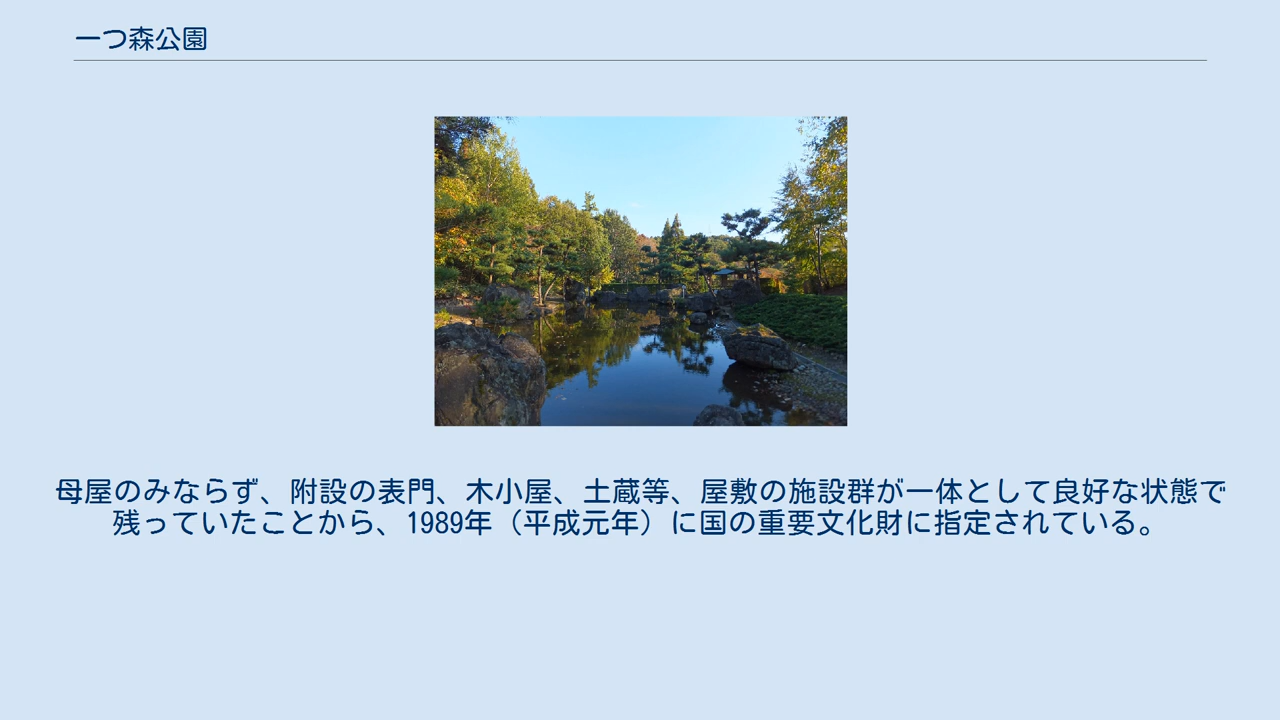 一つ森公園
母屋のみならず、附設の表門、木小屋、土蔵等、屋敷の施設群が一体として良好な状態で
残っていたことから、1989年（平成元年）に国の重要文化財に指定されている。